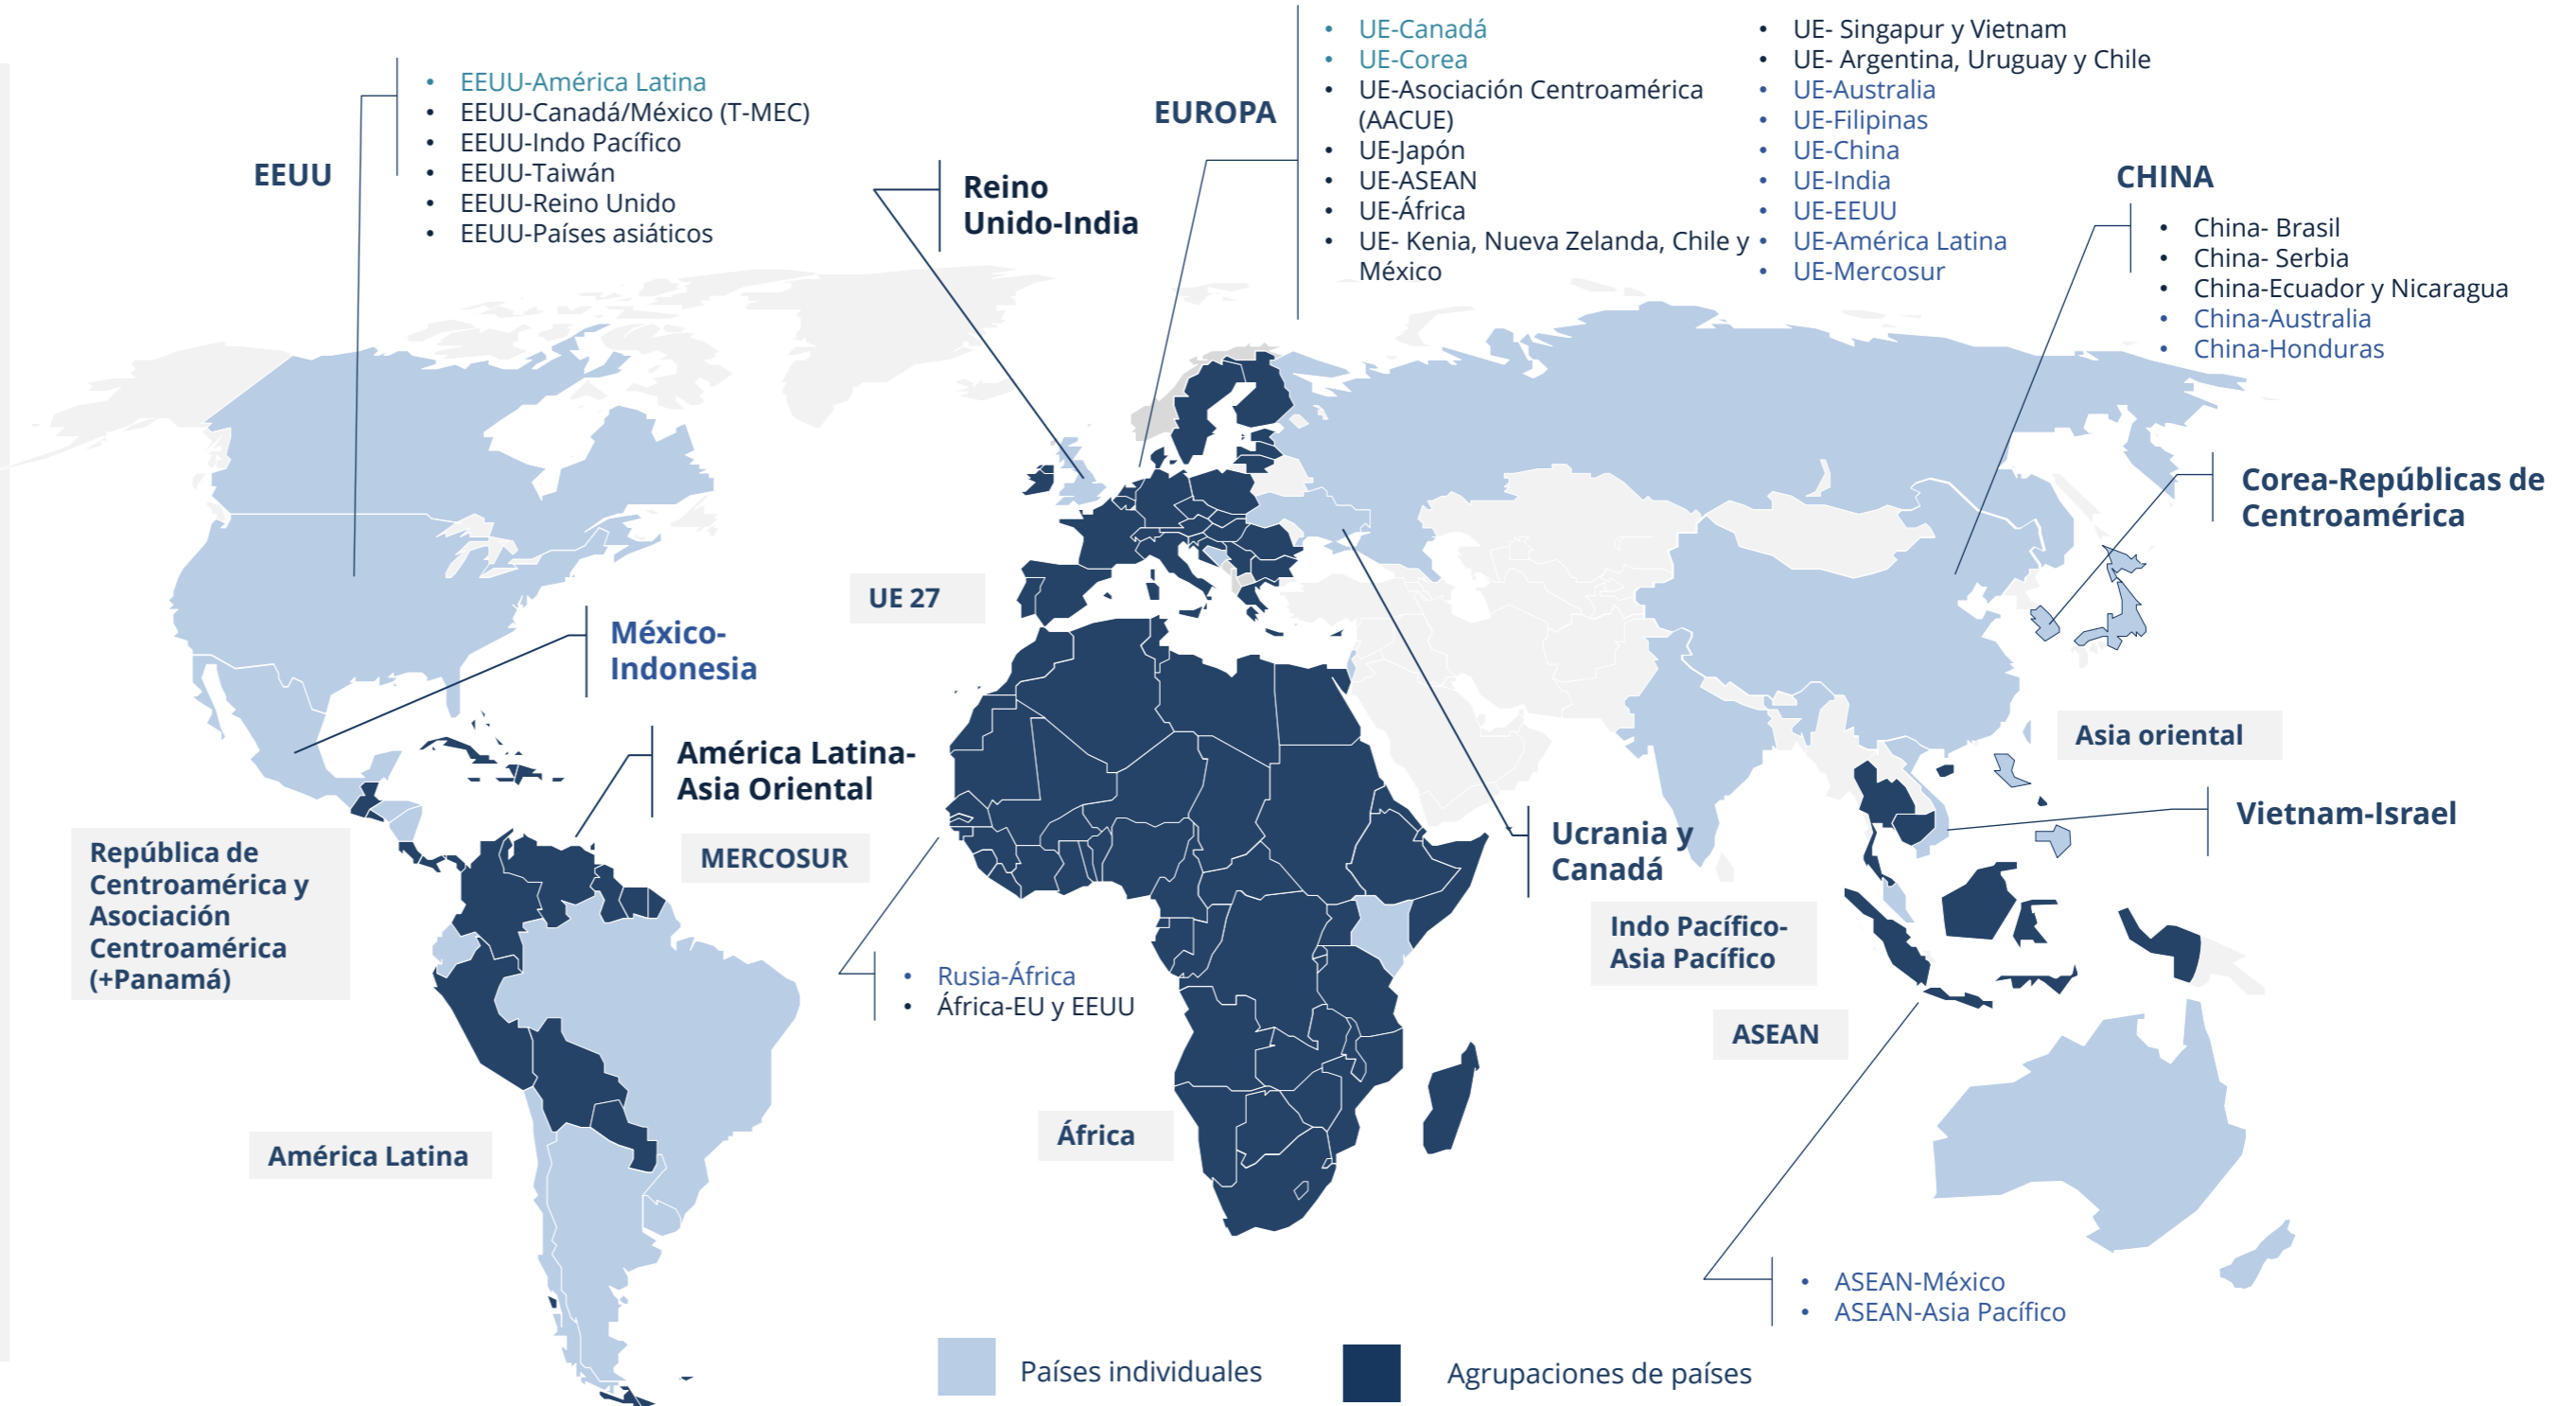 EEUU
• EEUU-América Latina
• EEUU-Canadá/México (T-MEC)
• EEUU-Indo Pacífico
• EEUU-Taiwán
• EEUU-Reino Unido
• EEUU-Países asiáticos
Reino
Unido-India
EUROPA
• UE-Canadá
• UE-Corea
• UE-Asociación Centroamérica
(AACUE)
• UE-Japón
• UE-ASEAN
• UE-África
• UE- Kenia, Nueva Zelanda, Chile y
México
• UE- Singapur y Vietnam
• UE- Argentina, Uruguay y Chile
• UE-Australia
• UE-Filipinas
• UE-China
• UE-India
• UE-EEUU
• UE-América Latina
• UE-Mercosur
CHINA
• China- Brasil
• China- Serbia
• China-Ecuador y Nicaragua
• China-Australia
• China-Honduras
Corea-Repúblicas de
Centroamérica
UE 27
México-
Indonesia
América Latina-
Asia Oriental
Asia oriental
Vietnam-Israel
MERCOSUR
República de
Centroamérica y
Asociación
Centroamérica
(+Panamá)
Ucrania y
Canadá
Indo Pacífico-
Asia Pacífico
• Rusia-África
• África-EU y EEUU
ASEAN
África
América Latina
• ASEAN-México
• ASEAN-Asia Pacífico
Países individuales
Agrupaciones de países